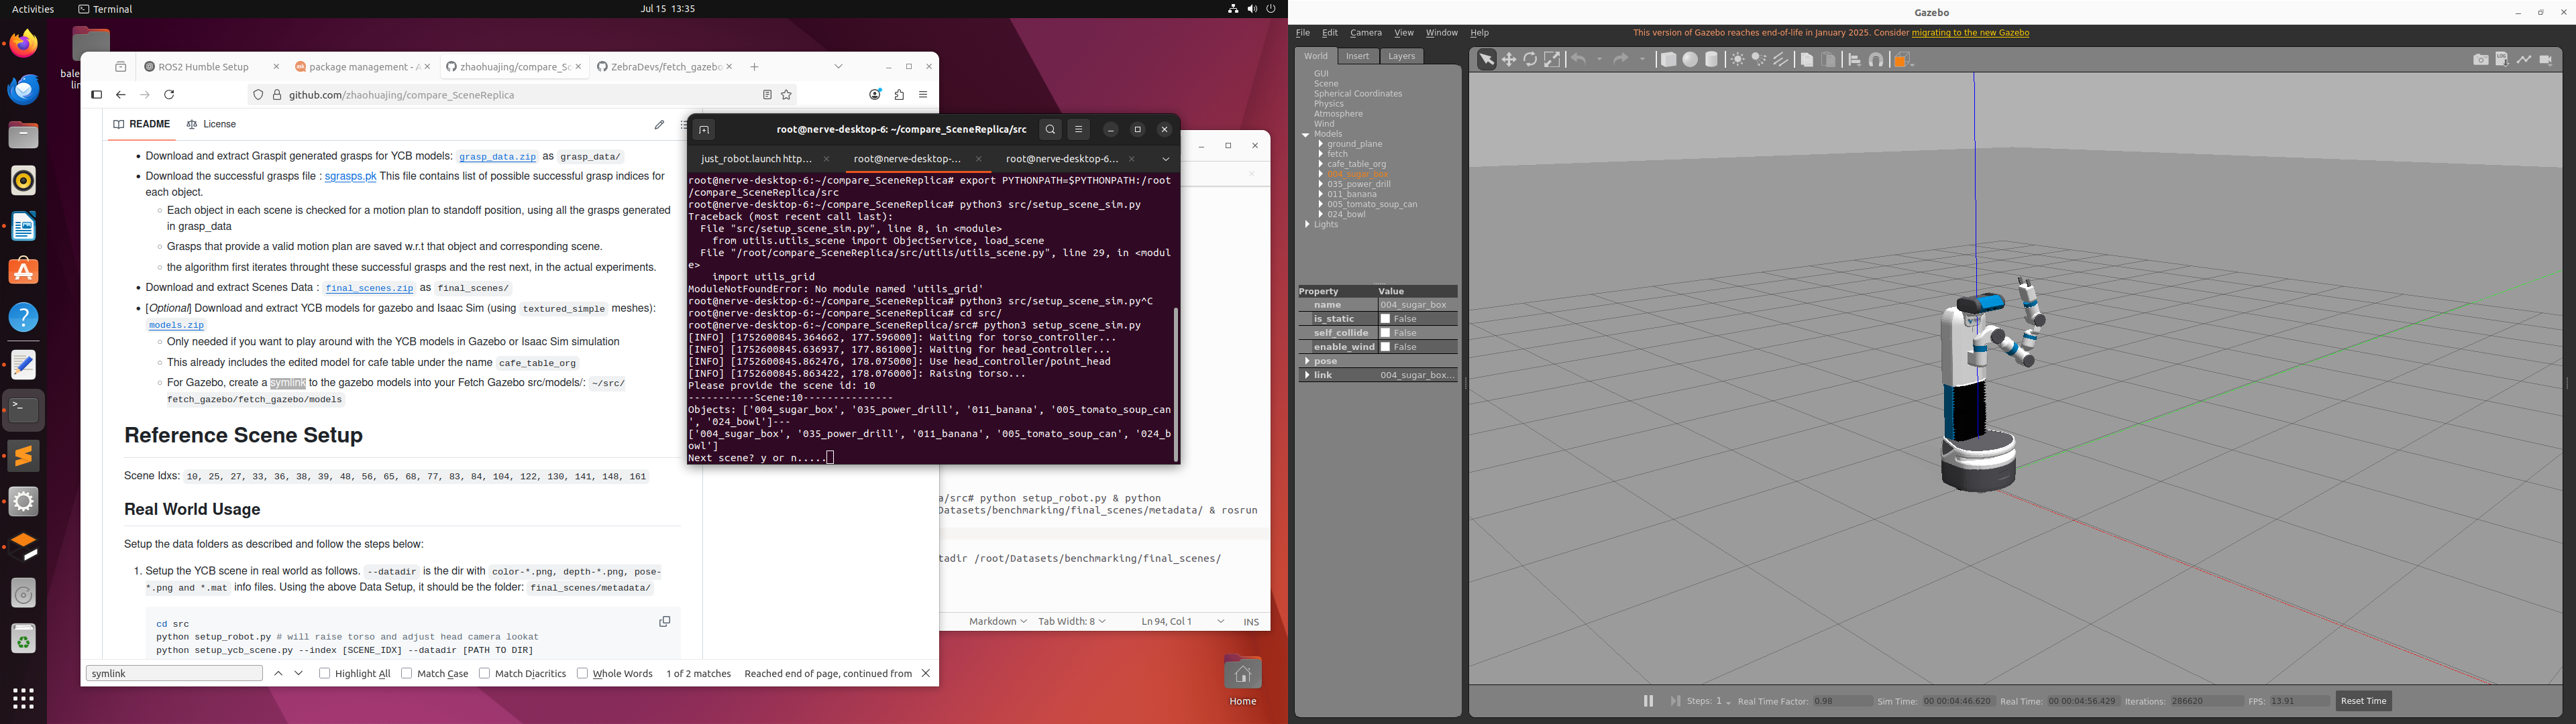 Activities
Terminal
Jul 15 13:35
ROS2 Humble Setup
package management - A
zhaohuajing/compare_Sc
ZebraDevs/fetch_gazebo
github.com/zhaohuajing/compare_SceneReplica
README
License
Download and extract Graspit generated grasps for YCB models: grasp_data.zip as grasp_data/
Download the successful grasps file : sgrasps.pk This file contains list of possible successful grasp indices for
each object.
Each object in each scene is checked for a motion plan to standoff position, using all the grasps generated
in grasp_data
Grasps that provide a valid motion plan are saved w.r.t that object and corresponding scene.
the algorithm first iterates throught these successful grasps and the rest next, in the actual experiments.
Download and extract Scenes Data : final_scenes.zip as final_scenes/
[Optional] Download and extract YCB models for gazebo and Isaac Sim (using textured_simple meshes):
models.zip
Only needed if you want to play around with the YCB models in Gazebo or Isaac Sim simulation
This already includes the edited model for cafe table under the name cafe_table_org
For Gazebo, create a symlink to the gazebo models into your Fetch Gazebo src/models/: ~/src/
fetch_gazebo/fetch_gazebo/models
Reference Scene Setup
Scene Idxs: 10, 25, 27, 33, 36, 38, 39, 48, 56, 65, 68, 77, 83, 84, 104, 122, 130, 141, 148, 161
Real World Usage
Setup the data folders as described and follow the steps below:
1. Setup the YCB scene in real world as follows. --datadir is the dir with color-*.png, depth-*.png, pose-
*.png and *.mat info files. Using the above Data Setup, it should be the folder: final_scenes/metadata/
cd src
python setup_robot.py # will raise torso and adjust head camera lookat
python setup_ycb_scene.py --index [SCENE_IDX] --datadir [PATH TO DIR]
symlink
Highlight All
Match Case
Match Diacritics
Whole Words
1 of 2 matches
Reached end of page, continued from
root@nerve-desktop-6: ~/compare_SceneReplica/src
just_robot.launch http...
root@nerve-desktop-...
root@nerve-desktop-6...
root@nerve-desktop-6:~/compare_SceneReplica# export PYTHONPATH=$PYTHONPATH:/root
/compare_SceneReplica/src
root@nerve-desktop-6:~/compare_SceneReplica# python3 src/setup_scene_sim.py
Traceback (most recent call last):
File "src/setup_scene_sim.py", line 8, in <module>
from utils.utils_scene import ObjectService, load_scene
File "/root/compare_SceneReplica/src/utils/utils_scene.py", line 29, in <modul
e>
import utils_grid
ModuleNotFoundError: No module named 'utils_grid'
root@nerve-desktop-6:~/compare_SceneReplica# python3 src/setup_scene_sim.py^C
root@nerve-desktop-6:~/compare_SceneReplica# cd src/
root@nerve-desktop-6:~/compare_SceneReplica/src# python3 setup_scene_sim.py
[INFO] [1752600845.364662, 177.596000]: Waiting for torso_controller...
[INFO] [1752600845.636937, 177.861000]: Waiting for head_controller...
[INFO] [1752600845.862476, 178.075000]: Use head_controller/point_head
[INFO] [1752600845.863422, 178.076000]: Raising torso...
Please provide the scene id: 10
-----------Scene:10---------------
Objects: ['004_sugar_box', '035_power_drill', '011_banana', '005_tomato_soup_can
', '024_bowl']---
['004_sugar_box', '035_power_drill', '011_banana', '005_tomato_soup_can', '024_b
owl']
Next scene? y or n.....
a/src# python setup_robot.py & python
Datasets/benchmarking/final_scenes/metadata/ & rosrun
tadir /root/Datasets/benchmarking/final_scenes/
Markdown
Tab Width: 8
Ln 94, Col 1
INS
Home
Gazebo
File
Edit
Camera
View
Window
Help
This version of Gazebo reaches end-of-life in January 2025. Consider migrating to the new Gazebo
World
Insert
Layers
GUI
Scene
Spherical Coordinates
Physics
Atmosphere
Wind
Models
ground_plane
fetch
cafe_table_org
004_sugar_box
035_power_drill
011_banana
005_tomato_soup_can
024_bowl
Lights
Property Value
name 004_sugar_box
is_static False
self_collide False
enable_wind False
pose
link 004_sugar_box...
Steps: 1
Real Time Factor: 0.98
Sim Time: 00 00:04:46.620
Real Time: 00 00:04:56.429
Iterations: 286620
FPS: 13.91
Reset Time